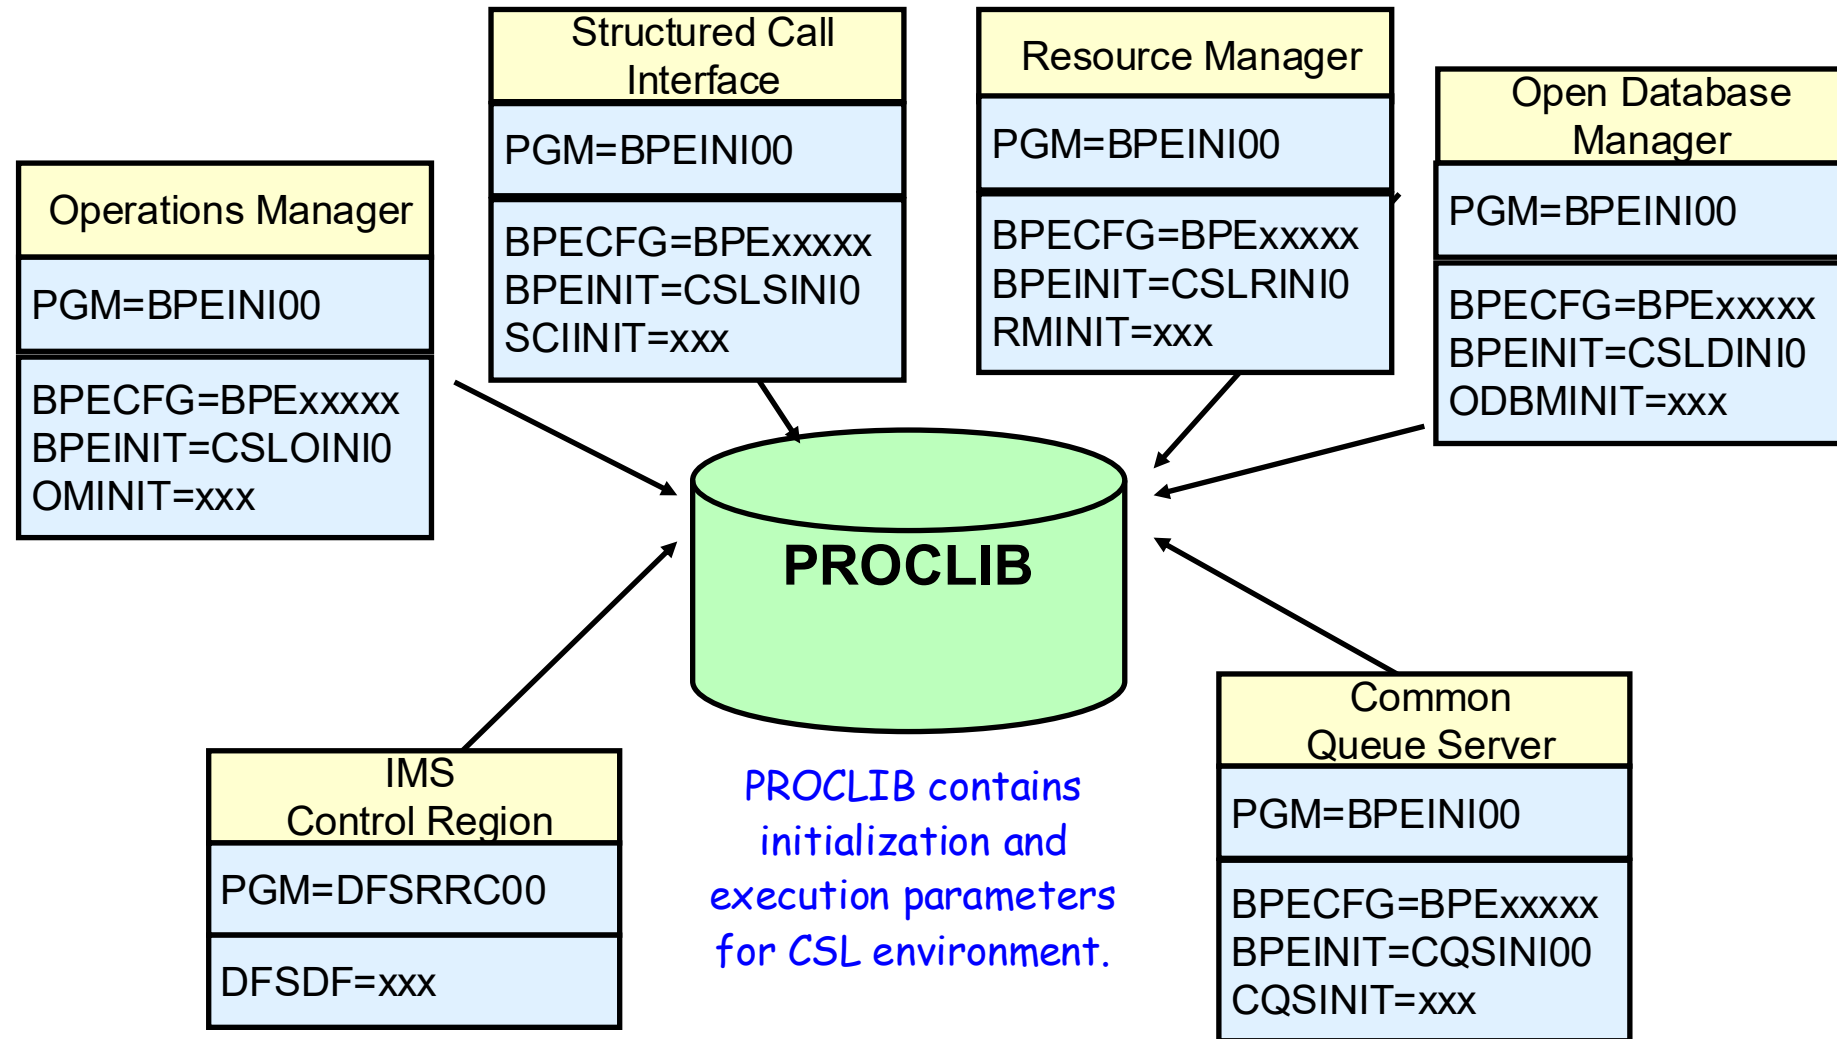 Structured Call
Interface
PGM=BPEINI00
BPECFG=BPExxxxx
BPEINIT=CSLSINI0
SCIINIT=xxx
Resource Manager
PGM=BPEINI00
BPECFG=BPExxxxx
BPEINIT=CSLRINI0
RMINIT=xxx
Open Database
Manager
PGM=BPEINI00
BPECFG=BPExxxxx
BPEINIT=CSLDINI0
ODBMINIT=xxx
Operations Manager
PGM=BPEINI00
BPECFG=BPExxxxx
BPEINIT=CSLOINI0
OMINIT=xxx
PROCLIB
IMS
Control Region
PGM=DFSRRC00
DFSDF=xxx
PROCLIB contains
initialization and
execution parameters
for CSL environment.
Common
Queue Server
PGM=BPEINI00
BPECFG=BPExxxxx
BPEINIT=CQSINI00
CQSINIT=xxx